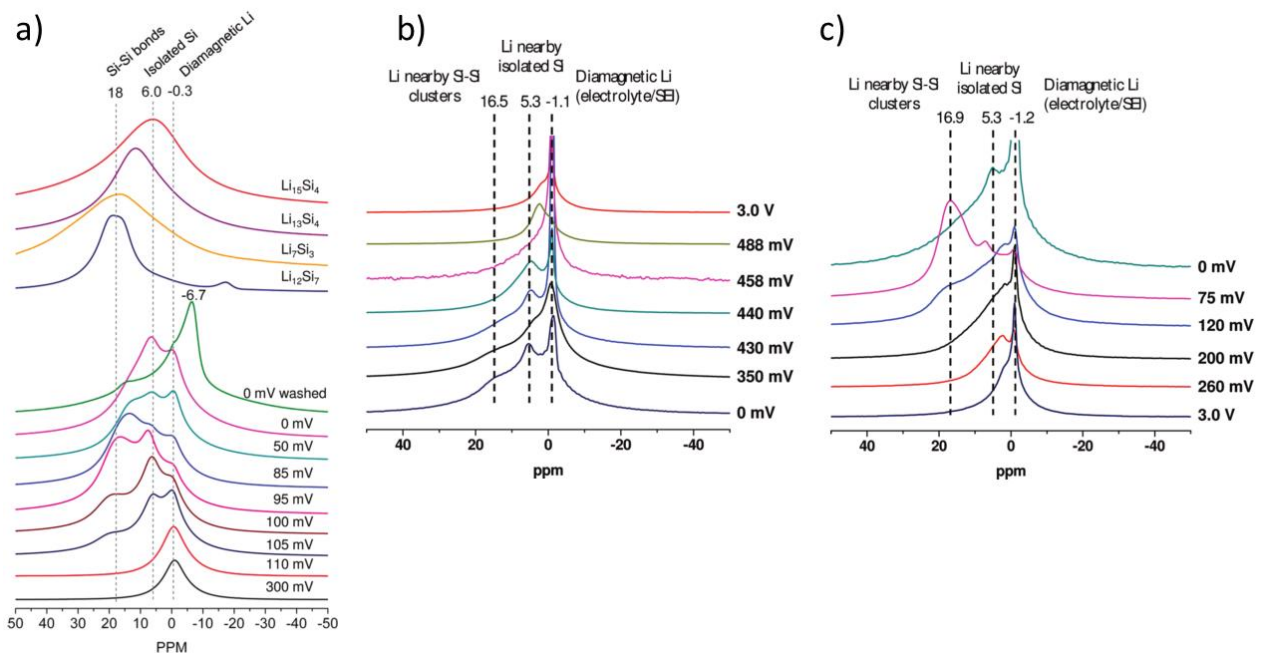 a)
Si-Si bonds
Isolated Si
Diamagnetic Li
18
6.0
-0.3
Li₁₅Si₄
Li₁₃Si₄
Li₇Si₃
Li₁₂Si₇
-6.7
0 mV washed
0 mV
50 mV
85 mV
95 mV
100 mV
105 mV
110 mV
300 mV
50 40 30 20 10 0 -10 -20 -30 -40 -50
PPM
b)
Li nearby Si-Si
clusters
Li nearby
isolated Si
Diamagnetic Li
(electrolyte/SEI)
16.5
5.3
-1.1
3.0 V
488 mV
458 mV
440 mV
430 mV
350 mV
0 mV
40 20 0 -20 -40
ppm
c)
Li nearby Si-Si
clusters
Li nearby
isolated Si
Diamagnetic Li
(electrolyte/SEI)
16.9
5.3
-1.2
0 mV
75 mV
120 mV
200 mV
260 mV
3.0 V
40 20 0 -20 -40
ppm